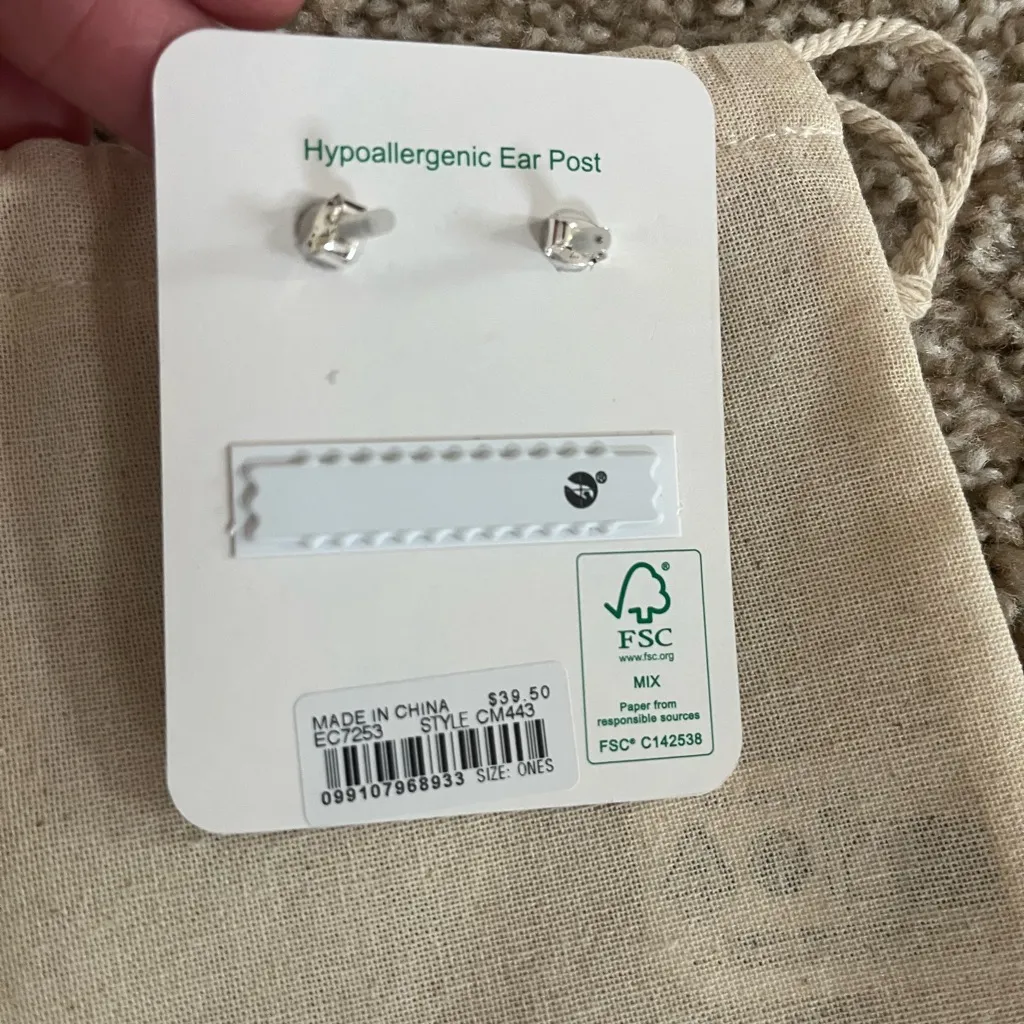 Hypoallergenic Ear Post
®
®
FSC
www.fsc.org
MIX
Paper from
responsible sources
FSC® C142538
$39.50
MADE IN CHINA
EC7253 STYLE CM443
099107968933 SIZE: ONES